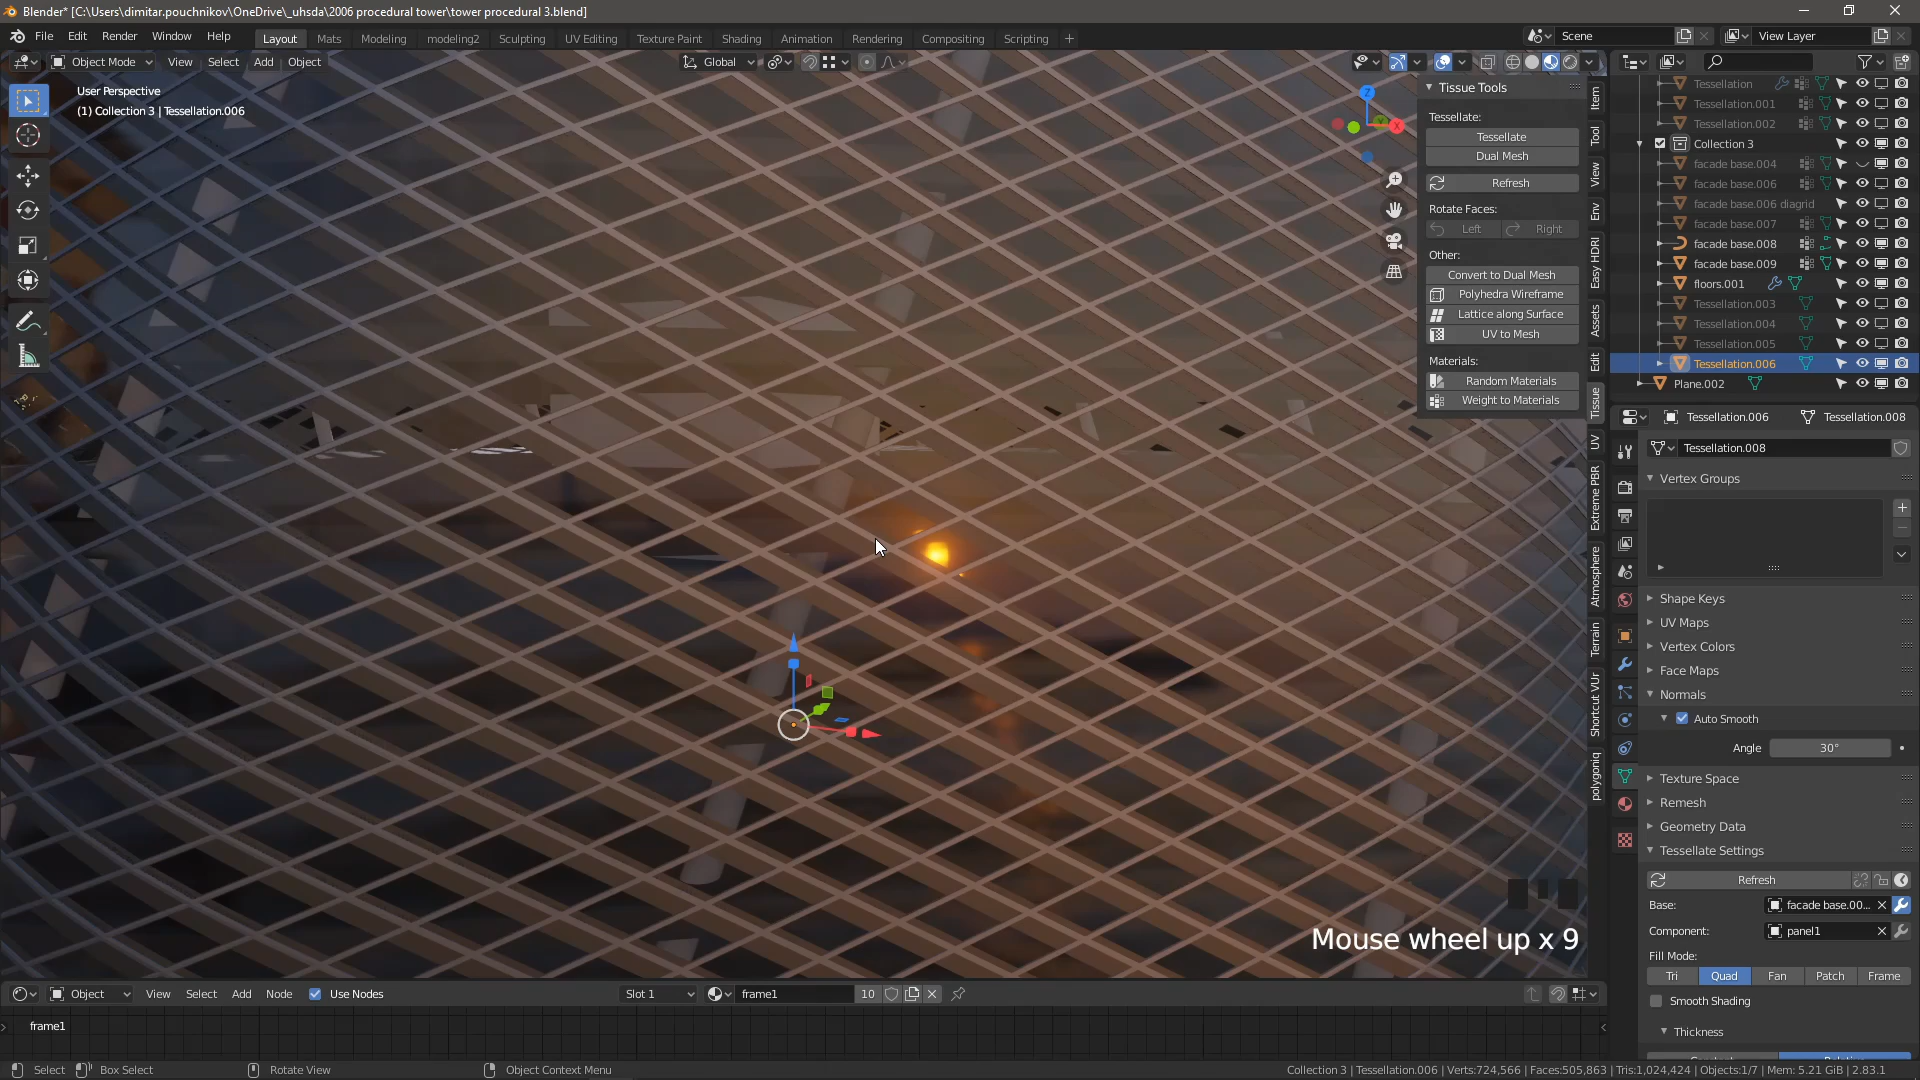 Blender* [C:\Users\dimitar.pouchnikov\OneDrive\_uhsda\2006 procedural tower\tower procedural 3.blend]
File Edit Render Window Help Layout Mats Modeling modeling2 Sculpting UV Editing Texture Paint Shading Animation Rendering Compositing Scripting + Scene View Layer
Object Mode View Select Add Object Global
User Perspective
(1) Collection 3 | Tessellation.006
Z
Y
X
Tissue Tools
Tessellate:
Tessellate
Dual Mesh
Refresh
Rotate Faces:
Left Right
Other:
Convert to Dual Mesh
Polyhedra Wireframe
Lattice along Surface
UV to Mesh
Materials:
Random Materials
Weight to Materials
Item
Tool
View
Env
Easy HDRI
Assets
Edit
Tissue
UV
Extreme PBR
Atmosphere
Terrain
Shortcut VUr
polygoniq
Tessellation
Tessellation.001
Tessellation.002
Collection 3
facade base.004
facade base.006
facade base.006 diagrid
facade base.007
facade base.008
facade base.009
floors.001
Tessellation.003
Tessellation.004
Tessellation.005
Tessellation.006
Plane.002
Tessellation.006 Tessellation.008
Tessellation.008
Vertex Groups
Shape Keys
UV Maps
Vertex Colors
Face Maps
Normals
Auto Smooth
Angle 30°
Texture Space
Remesh
Geometry Data
Tessellate Settings
Refresh
Base: facade base.00...
Component: panel1
Fill Mode:
Tri Quad Fan Patch Frame
Smooth Shading
Thickness
Mouse wheel up x 9
Object View Select Add Node Use Nodes Slot 1 frame1 10
frame1
Select Box Select Rotate View Object Context Menu Collection 3 | Tessellation.006 | Verts:724,566 | Faces:505,863 | Tris:1,024,424 | Objects:1/7 | Mem: 5.21 GiB | 2.83.1